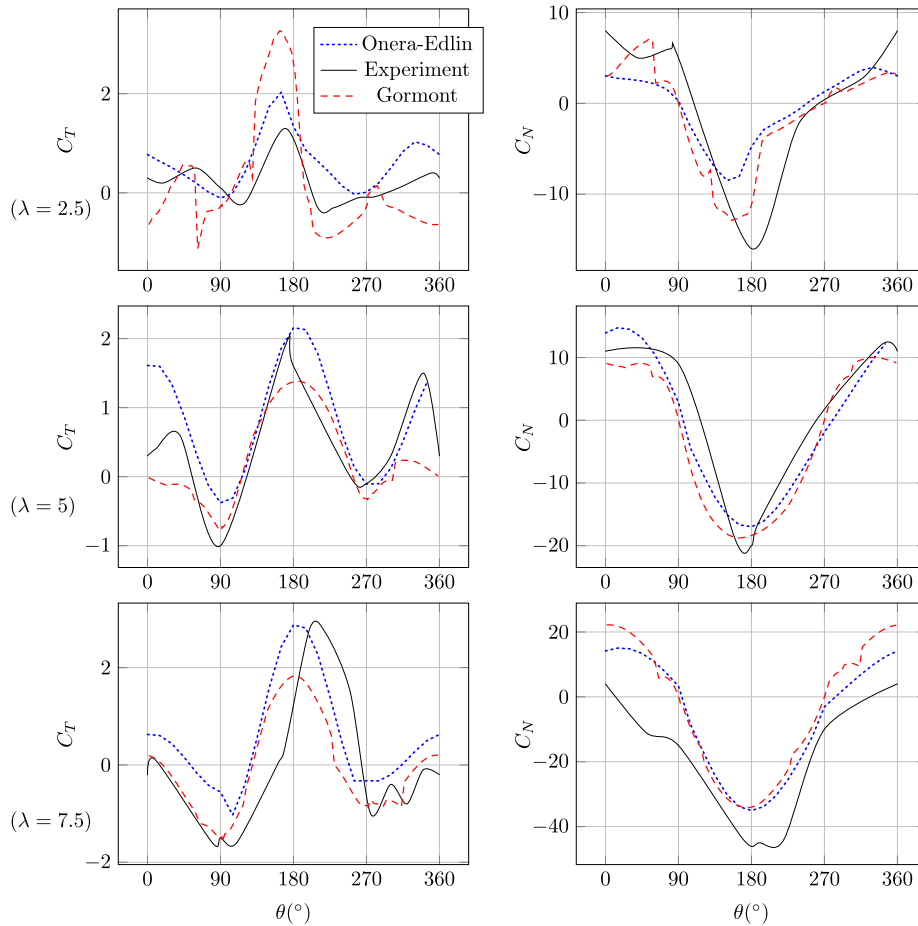 Onera-Edlin
Experiment
Gormont
2
0
C_T
(λ = 2.5)
0 90 180 270 360
10
0
−10
C_N
0 90 180 270 360
2
1
0
−1
C_T
(λ = 5)
0 90 180 270 360
10
0
−10
−20
C_N
0 90 180 270 360
2
0
−2
C_T
(λ = 7.5)
0 90 180 270 360
θ(°)
20
0
−20
−40
C_N
0 90 180 270 360
θ(°)